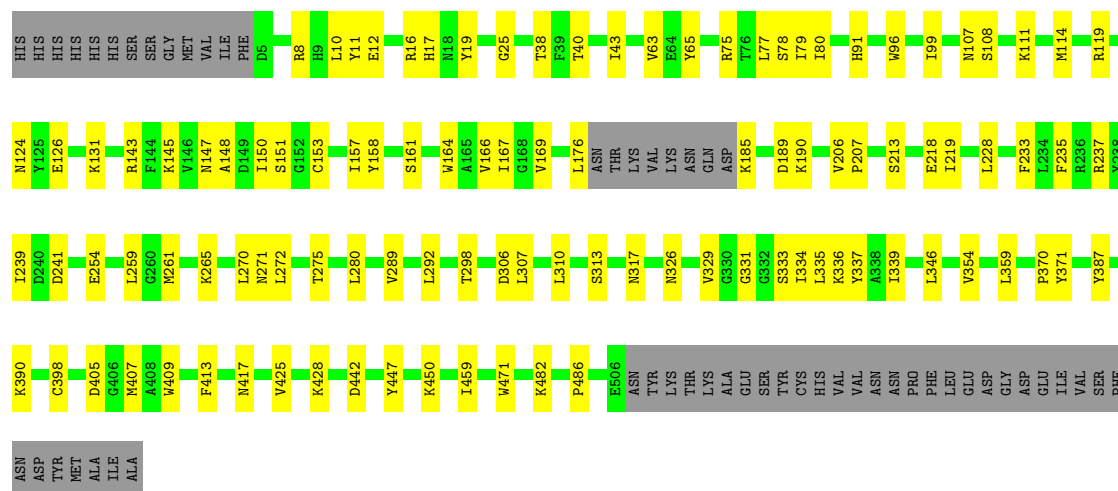 HIS HIS HIS HIS HIS HIS SER SER GLY MET VAL ILE PHE D5 R8 H9 L10 Y11 E12 R16 H17 N18 Y19 G25 T38 F39 T40 I43 V63 E64 Y65 R75 T76 L77 S78 I79 I80 H91 W96 I99 N107 S108 K111 M114 R119
N124 Y125 E126 K131 R143 F144 K145 V146 N147 A148 D149 I150 S151 G152 C153 I157 Y158 S161 W164 A165 V166 I167 G168 V169 L176 ASN THR LYS VAL LYS ASN GLN ASP K185 D189 K190 V206 P207 S213 E218 I219 L228 F233 L234 F235 R236 R237 Y238
I239 D240 D241 E254 L259 G260 M261 K265 L270 N271 L272 T275 L280 V289 L292 T298 D306 L307 L310 S313 N317 N326 V329 G330 G331 G332 S333 I334 L335 K336 Y337 A338 I339 L346 V354 L359 P370 Y371 Y387
K390 C398 D405 G406 M407 A408 W409 F413 N417 V425 K428 D442 Y447 K450 I459 W471 K482 P486 E506 ASN TYR LYS THR LYS LYS ALA GLU SER TYR CYS HIS VAL VAL ASN ASN PRO PHE LEU GLU ASP GLY ASP ASP GLU ILE VAL SER PHE
ASN ASP TYR MET ALA ILE ALA